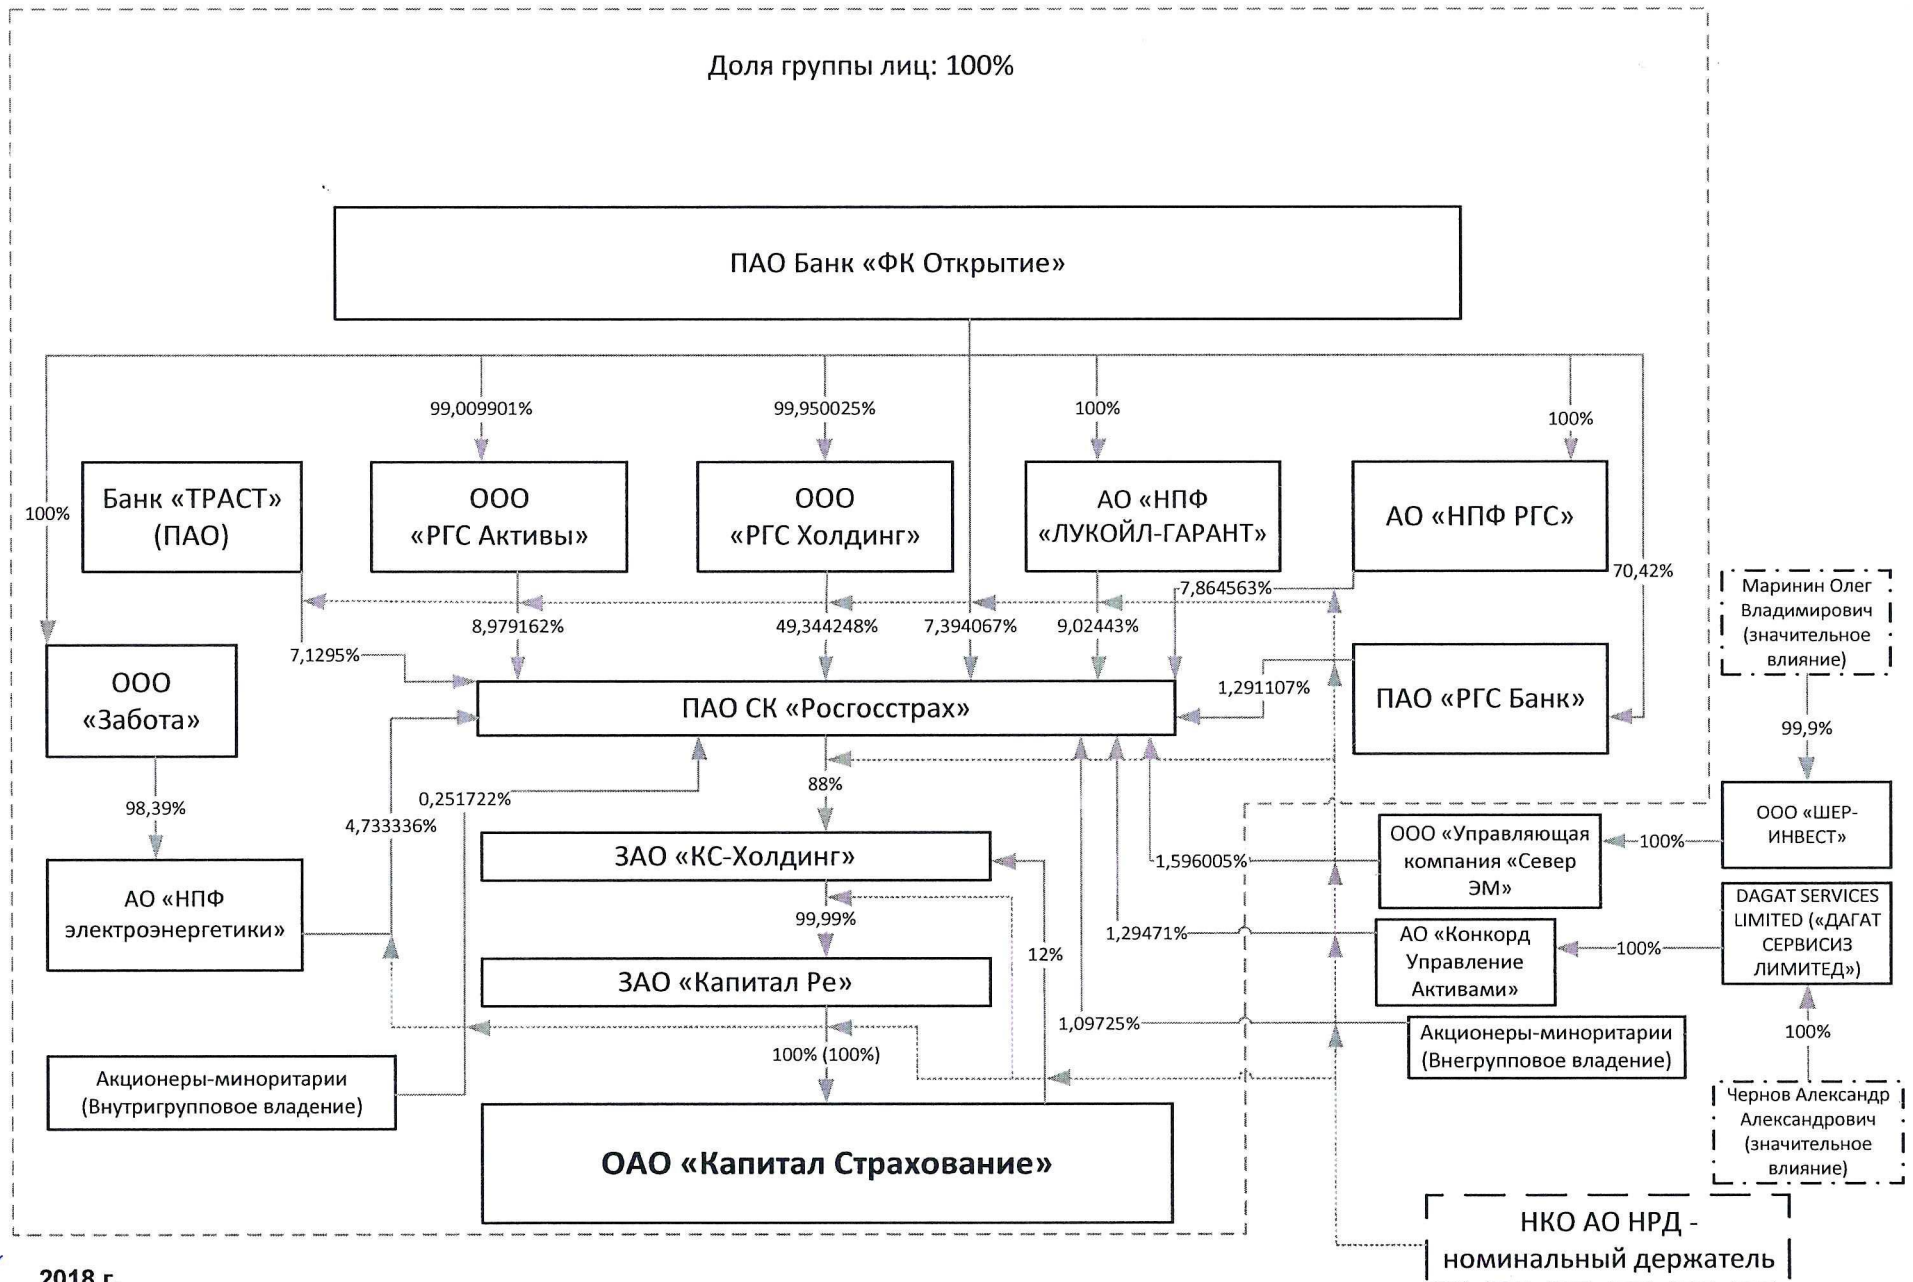 Доля группы лиц: 100%
ПАО Банк «ФК Открытие»
99,009901%
99,950025%
100%
100%
100%
70,42%
Банк «ТРАСТ»
(ПАО)
ООО
«РГС Активы»
ООО
«РГС Холдинг»
АО «НПФ
«ЛУКОЙЛ-ГАРАНТ»
АО «НПФ РГС»
7,864563%
8,979162%
49,344248%
7,394067%
9,02443%
7,1295%
1,291107%
Маринин Олег
Владимирович
(значительное
влияние)
ООО
«Забота»
ПАО СК «Росгосстрах»
ПАО «РГС Банк»
99,9%
98,39%
0,251722%
4,733336%
88%
ЗАО «КС-Холдинг»
1,596005%
ООО «Управляющая
компания «Север
ЭМ»
100%
ООО «ШЕР-
ИНВЕСТ»
АО «НПФ
электроэнергетики»
99,99%
12%
1,29471%
АО «Конкорд
Управление
Активами»
100%
DAGAT SERVICES
LIMITED («ДАГАТ
СЕРВИСИЗ
ЛИМИТЕД»)
ЗАО «Капитал Ре»
1,09725%
Акционеры-миноритарии
(Внегрупповое владение)
100%
100% (100%)
Акционеры-миноритарии
(Внутригрупповое владение)
Чернов Александр
Александрович
(значительное
влияние)
ОАО «Капитал Страхование»
НКО АО НРД -
номинальный держатель
2018 г.